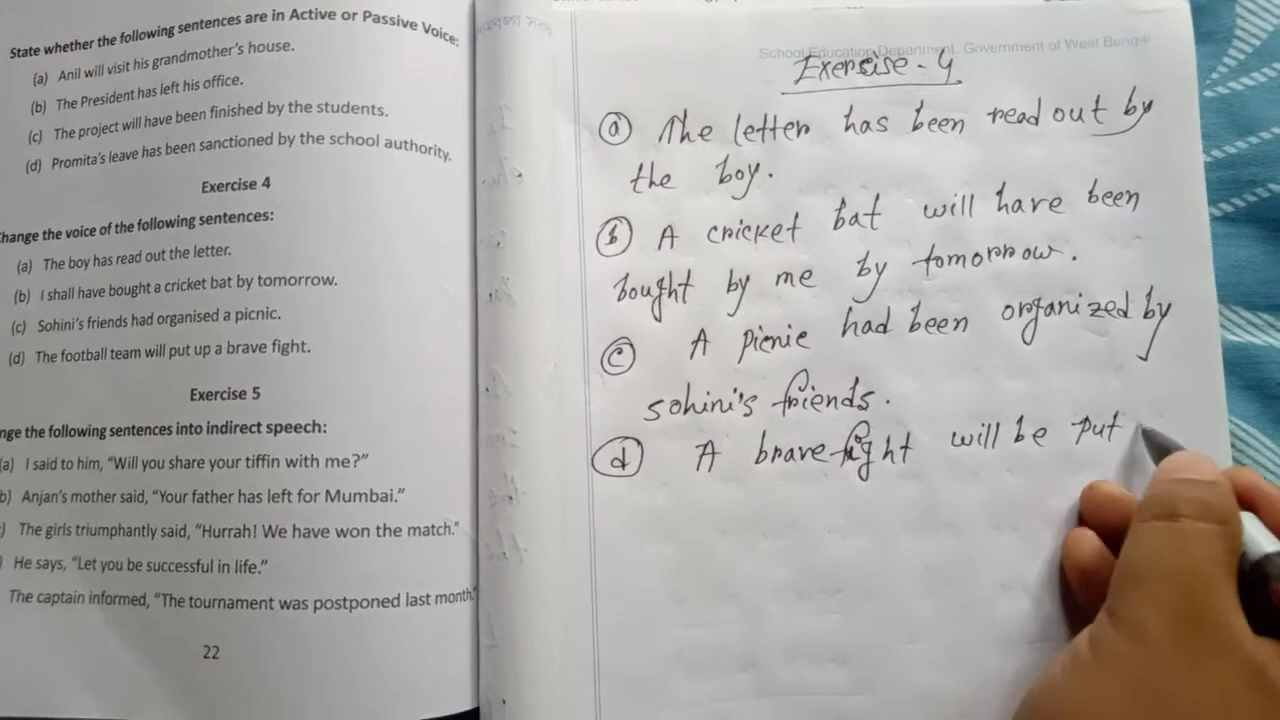 State whether the following sentences are in Active or Passive Voice:
(a) Anil will visit his grandmother's house.
(b) The President has left his office.
(c) The project will have been finished by the students.
(d) Promita's leave has been sanctioned by the school authority.
Exercise 4
hange the voice of the following sentences:
(a) The boy has read out the letter.
(b) I shall have bought a cricket bat by tomorrow.
(c) Sohini's friends had organised a picnic.
(d) The football team will put up a brave fight.
Exercise 5
nge the following sentences into indirect speech:
(a) I said to him, "Will you share your tiffin with me?"
b) Anjan's mother said, "Your father has left for Mumbai."
) The girls triumphantly said, "Hurrah! We have won the match."
) He says, "Let you be successful in life."
The captain informed, "The tournament was postponed last month."
22
School Education Department. Government of West Bengal
Exercise - 4
(a) The letter has been read out by
the boy.
(b) A cricket bat will have been
bought by me by tomorrow.
(c) A picnic had been organized by
sohini's friends.
(d) A brave fight will be put